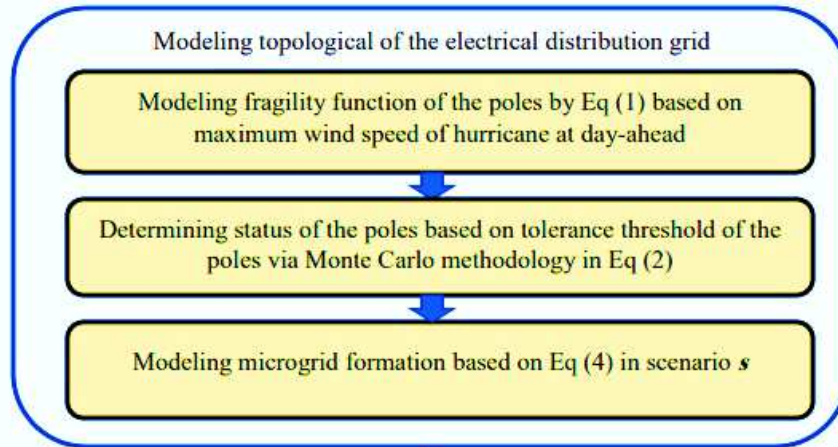 Modeling topological of the electrical distribution grid
Modeling fragility function of the poles by Eq (1) based on
maximum wind speed of hurricane at day-ahead
Determining status of the poles based on tolerance threshold of the
poles via Monte Carlo methodology in Eq (2)
Modeling microgrid formation based on Eq (4) in scenario s